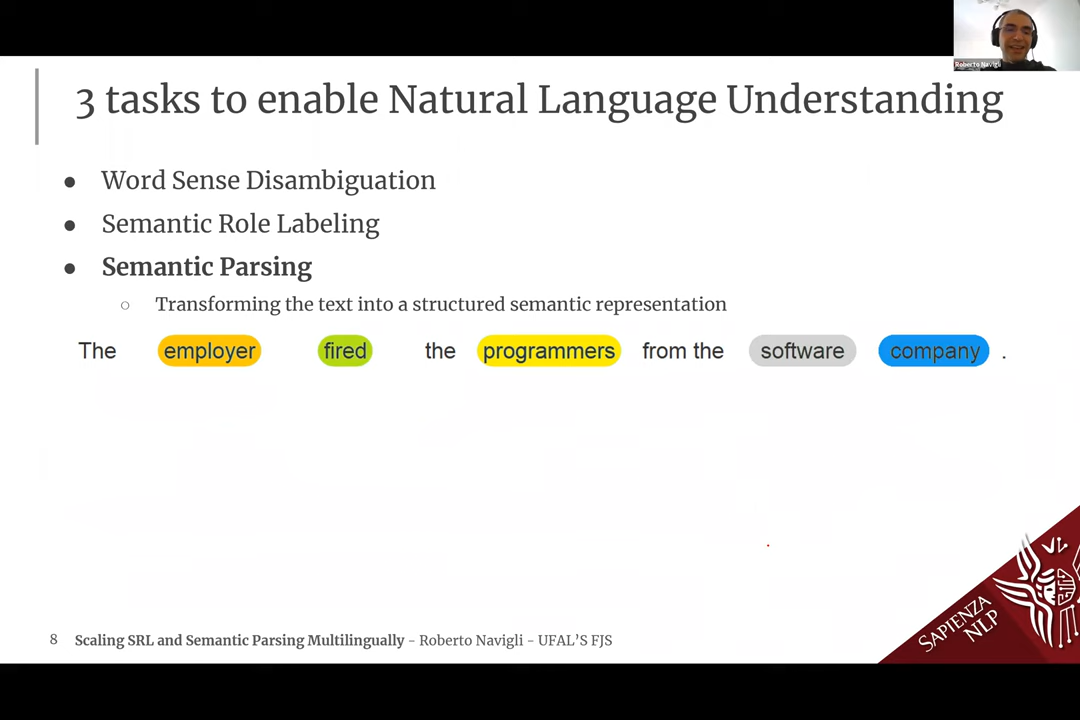 Roberto Navigli
3 tasks to enable Natural Language Understanding
● Word Sense Disambiguation
● Semantic Role Labeling
● Semantic Parsing
○ Transforming the text into a structured semantic representation
The employer fired the programmers from the software company .
8 Scaling SRL and Semantic Parsing Multilingually - Roberto Navigli - UFAL'S FJS
SAPIENZA
NLP